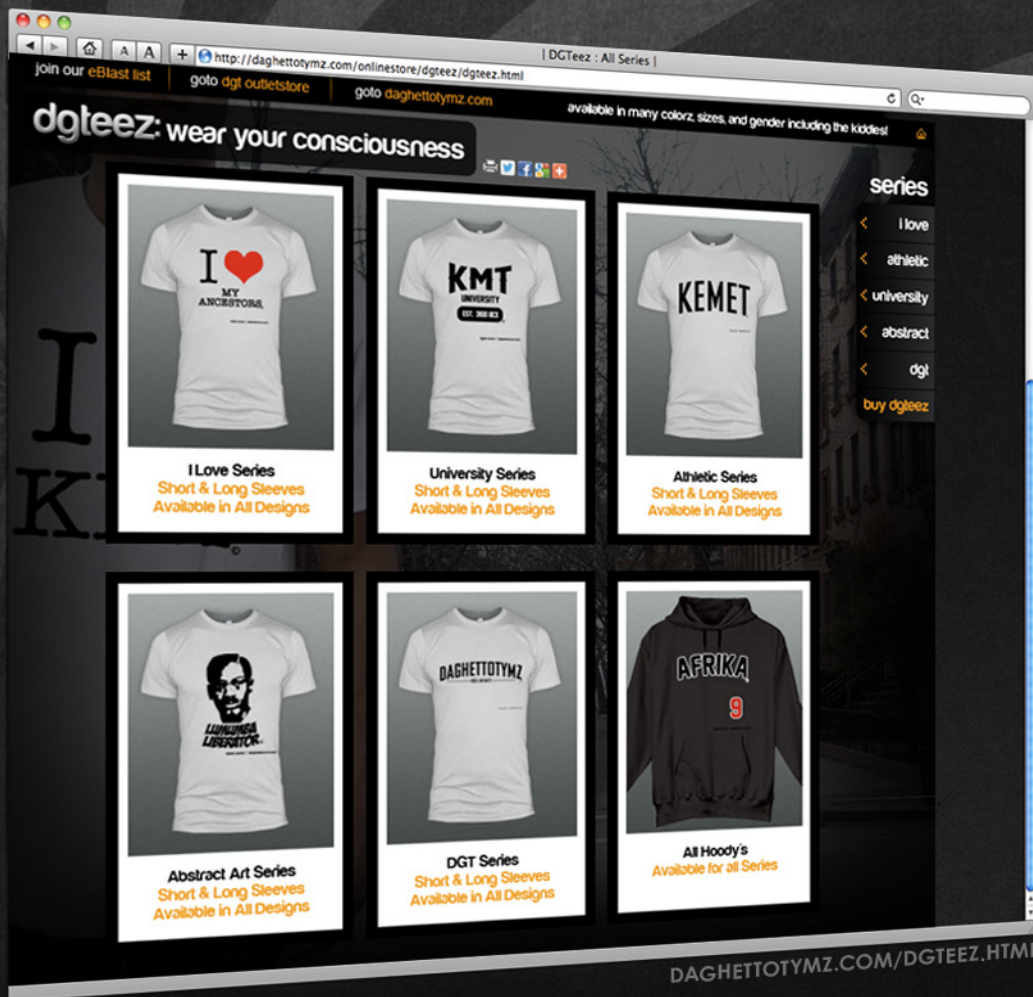 | DGTeez : All Series |
A A + http://daghettotymz.com/onlinestore/dgteez/dgteez.html
join our eBlast list
goto dgt outletstore
goto daghettotymz.com
available in many colorz, sizes, and gender including the kiddies!
dgteez: wear your consciousness
series
i love
athletic
university
abstract
dgt
buy dgteez
I
I ♥
MY
ANCESTORS.
I Love Series
Short & Long Sleeves
Available in All Designs
KMT
UNIVERSITY
EST. 3100 BCE
University Series
Short & Long Sleeves
Available in All Designs
KEMET
Athletic Series
Short & Long Sleeves
Available in All Designs
LUMUMBA
LIBERATOR
Abstract Art Series
Short & Long Sleeves
Available in All Designs
DAGHETTOTYMZ
DGT Series
Short & Long Sleeves
Available in All Designs
AFRIKA
9
All Hoody's
Available for all Series
DAGHETTOTYMZ.COM/DGTEEZ.HTML